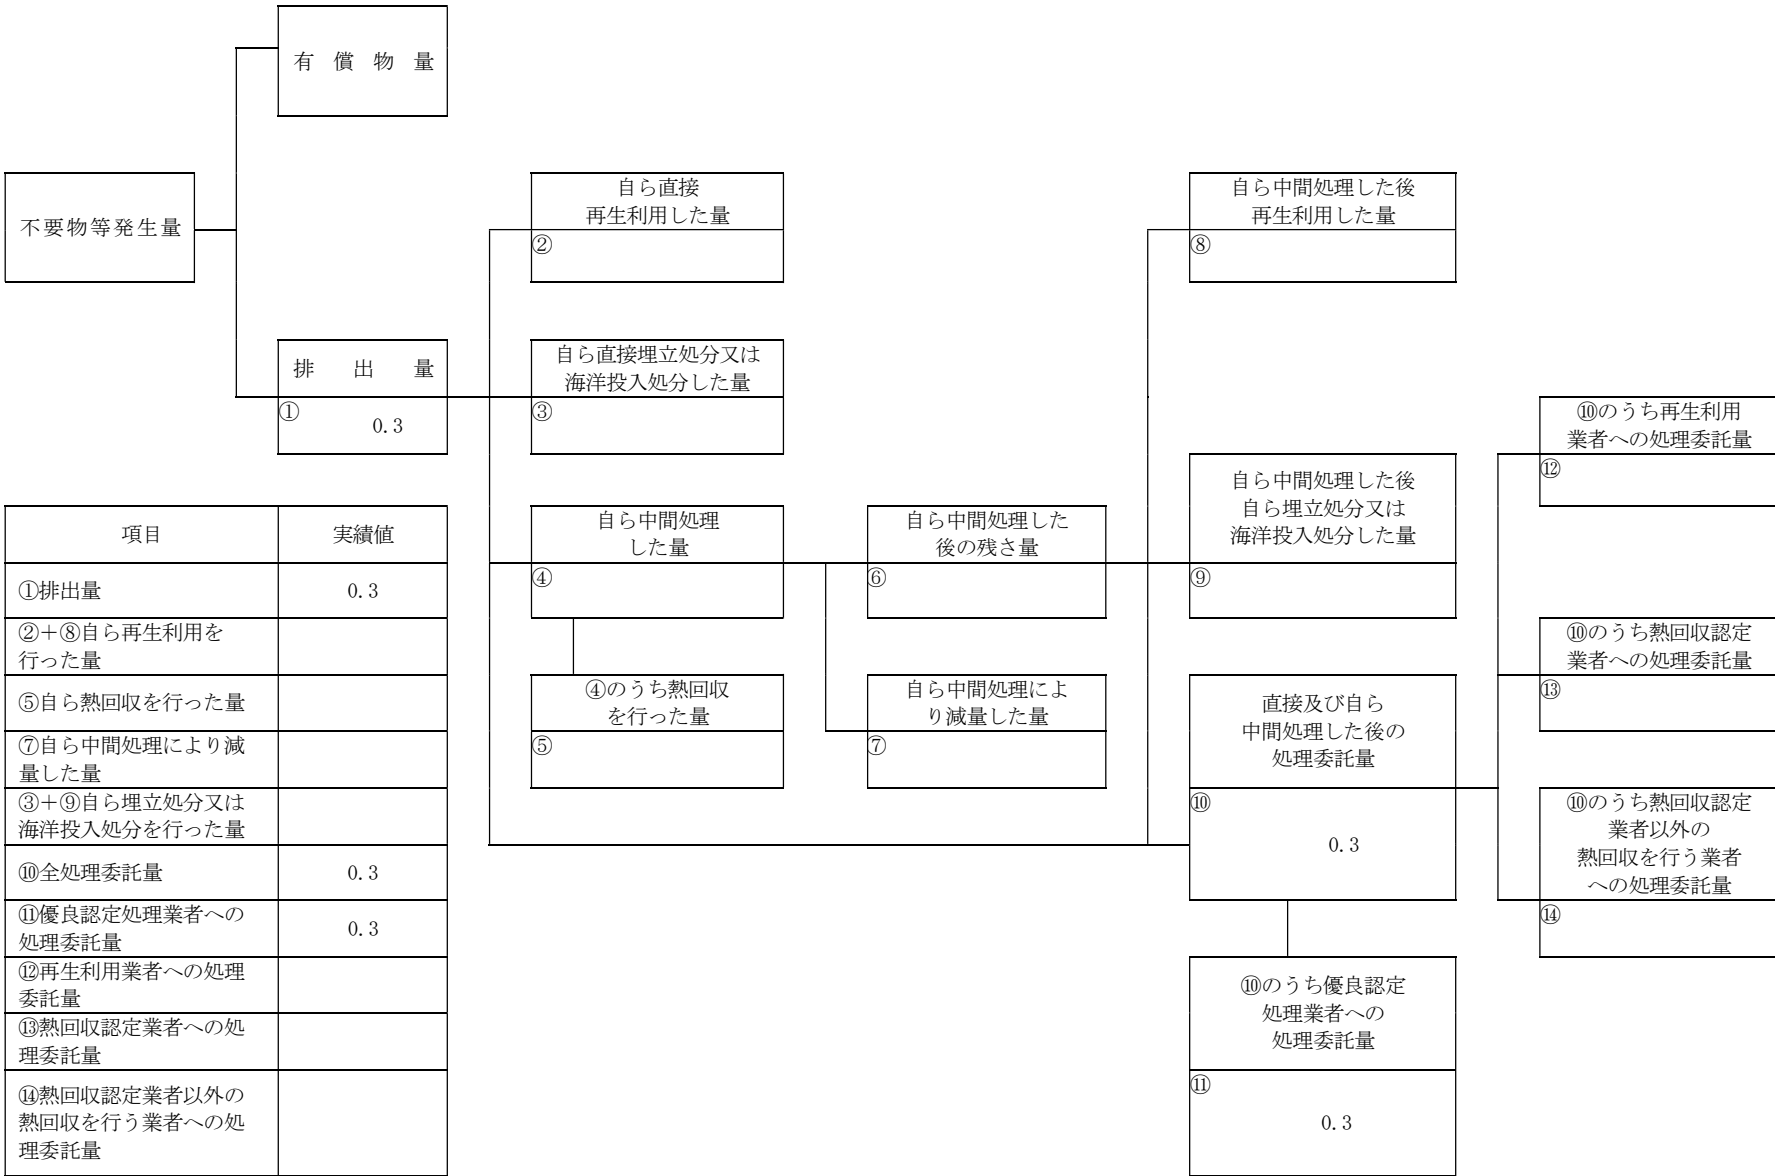 有償物量
不要物等発生量
排出量
①
0.3
自ら直接
再生利用した量
②
自ら直接埋立処分又は
海洋投入処分した量
③
自ら中間処理
した量
④
④のうち熱回収
を行った量
⑤
自ら中間処理した
後の残さ量
⑥
自ら中間処理によ
り減量した量
⑦
自ら中間処理した後
再生利用した量
⑧
自ら中間処理した後
自ら埋立処分又は
海洋投入処分した量
⑨
直接及び自ら
中間処理した後の
処理委託量
⑩
0.3
⑩のうち優良認定
処理業者への
処理委託量
⑪
0.3
⑩のうち再生利用
業者への処理委託量
⑫
⑩のうち熱回収認定
業者への処理委託量
⑬
⑩のうち熱回収認定
業者以外の
熱回収を行う業者
への処理委託量
⑭
項目 実績値
①排出量 0.3
②+⑧自ら再生利用を
行った量
⑤自ら熱回収を行った量
⑦自ら中間処理により減
量した量
③+⑨自ら埋立処分又は
海洋投入処分を行った量
⑩全処理委託量 0.3
⑪優良認定処理業者への
処理委託量 0.3
⑫再生利用業者への処理
委託量
⑬熱回収認定業者への処
理委託量
⑭熱回収認定業者以外の
熱回収を行う業者への処
理委託量